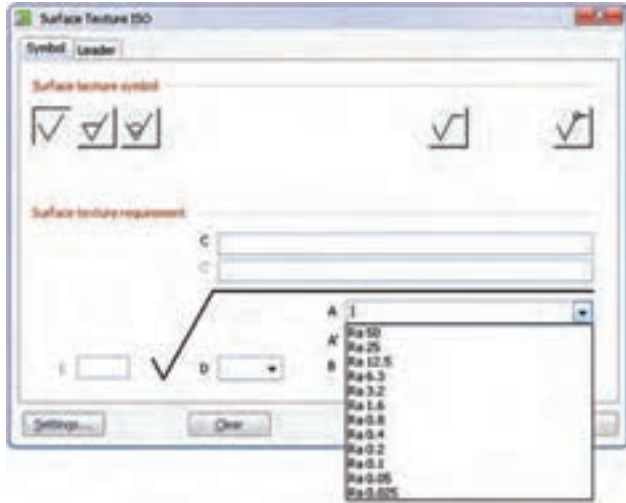 Surface Texture ISO
Symbol Leader
Surface texture symbol
Surface texture requirement
C
C'
A 1
A'
B
D
Ra 50
Ra 25
Ra 12.5
Ra 6.3
Ra 3.2
Ra 1.6
Ra 0.8
Ra 0.4
Ra 0.2
Ra 0.1
Ra 0.05
Ra 0.025
Settings... Clear